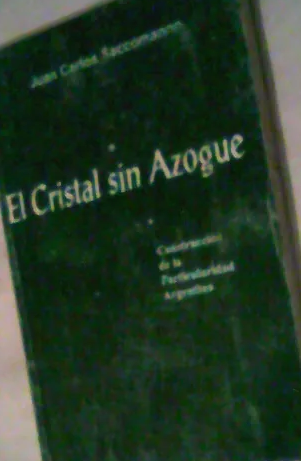 Juan Carlos Saccomanno
El Cristal sin Azogue
Construcción
de la
Particularidad
Argentina